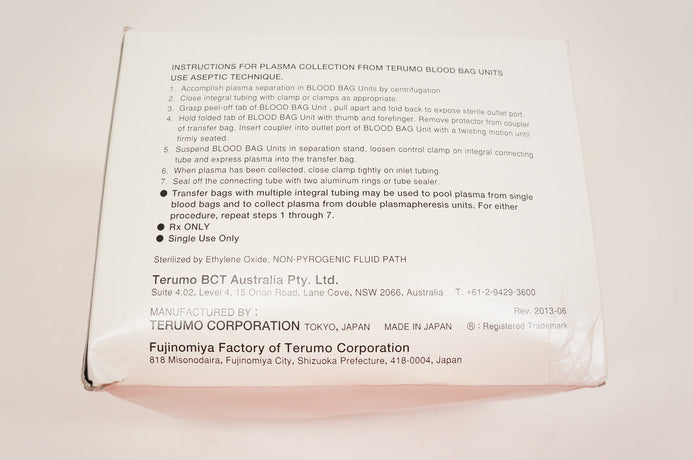 INSTRUCTIONS FOR PLASMA COLLECTION FROM TERUMO BLOOD BAG UNITS
USE ASEPTIC TECHNIQUE.
1. Accomplish plasma separation in BLOOD BAG Units by centrifugation.
2. Close integral tubing with clamp or clamps as appropriate.
3. Grasp peel-off tab of BLOOD BAG Unit , pull apart and fold back to expose sterile outlet port.
4. Hold folded tab of BLOOD BAG Unit with thumb and forefinger. Remove protector from coupler
of transfer bag. Insert coupler into outlet port of BLOOD BAG Unit with a twisting motion until
firmly seated.
5. Suspend BLOOD BAG Units in separation stand, loosen control clamp on integral connecting
tube and express plasma into the transfer bag.
6. When plasma has been collected, close clamp tightly on inlet tubing.
7. Seal off the connecting tube with two aluminum rings or tube sealer.
● Transfer bags with multiple integral tubing may be used to pool plasma from single
blood bags and to collect plasma from double plasmapheresis units. For either
procedure, repeat steps 1 through 7.
● Rx ONLY
● Single Use Only
Sterilized by Ethylene Oxide, NON-PYROGENIC FLUID PATH
Terumo BCT Australia Pty. Ltd.
Suite 4.02, Level 4, 15 Orion Road, Lane Cove, NSW 2066, Australia T: +61-2-9429-3600
MANUFACTURED BY : Rev. 2013-06
TERUMO CORPORATION TOKYO, JAPAN MADE IN JAPAN ® : Registered Trademark
Fujinomiya Factory of Terumo Corporation
818 Misonodaira, Fujinomiya City, Shizuoka Prefecture, 418-0004, Japan